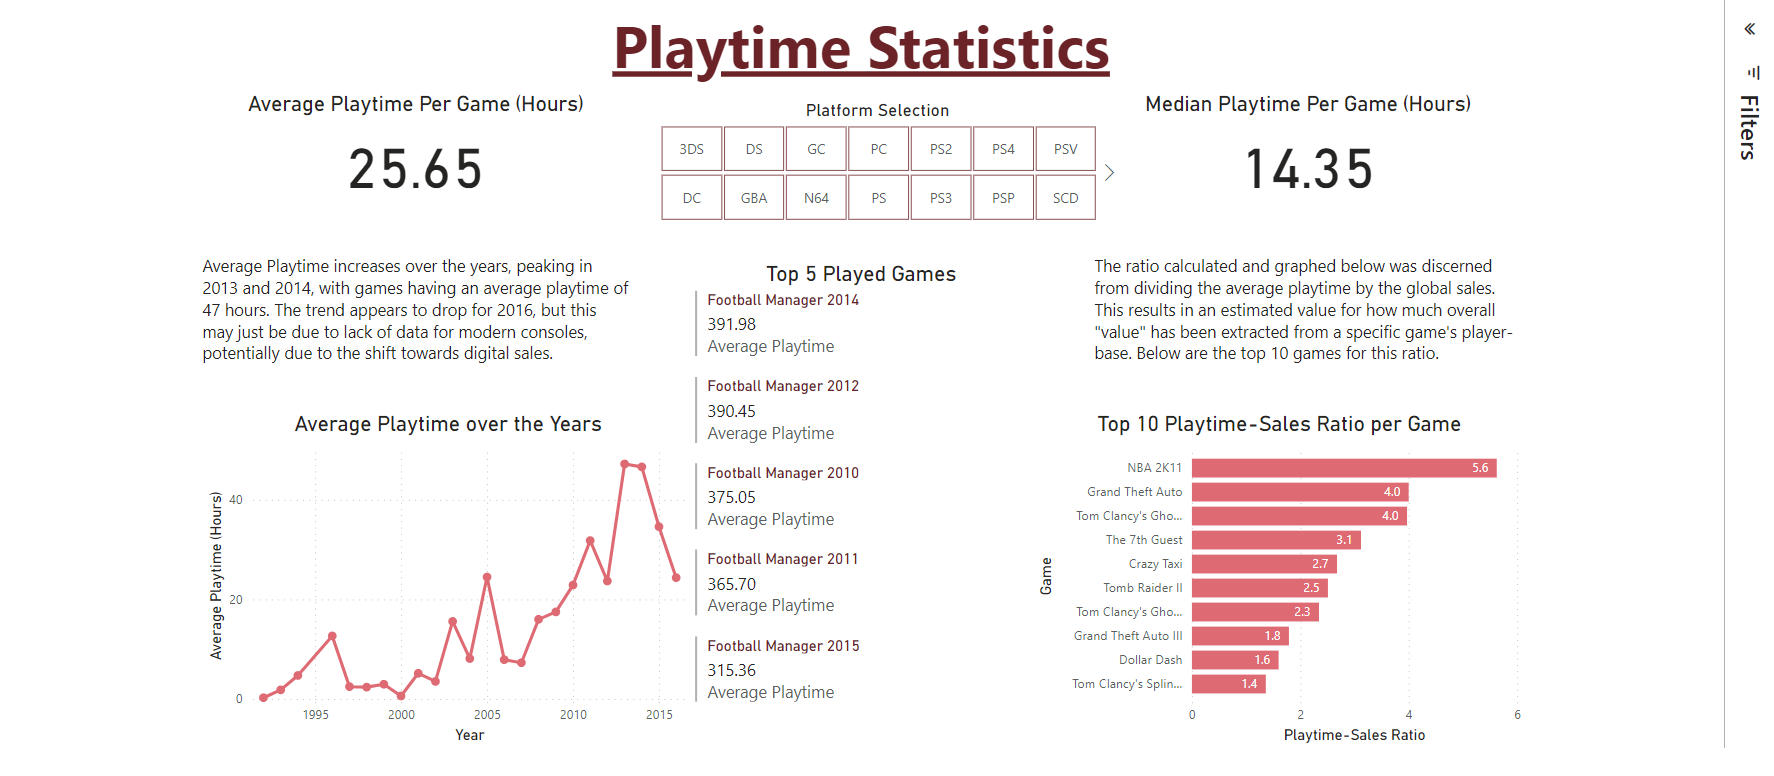 Playtime Statistics
Average Playtime Per Game (Hours)
25.65
Platform Selection
3DS DS GC PC PS2 PS4 PSV
DC GBA N64 PS PS3 PSP SCD
Median Playtime Per Game (Hours)
14.35
Filters
Average Playtime increases over the years, peaking in
2013 and 2014, with games having an average playtime of
47 hours. The trend appears to drop for 2016, but this
may just be due to lack of data for modern consoles,
potentially due to the shift towards digital sales.
Average Playtime over the Years
Average Playtime (Hours)
40
20
0
1995 2000 2005 2010 2015
Year
Top 5 Played Games
Football Manager 2014
391.98
Average Playtime
Football Manager 2012
390.45
Average Playtime
Football Manager 2010
375.05
Average Playtime
Football Manager 2011
365.70
Average Playtime
Football Manager 2015
315.36
Average Playtime
The ratio calculated and graphed below was discerned
from dividing the average playtime by the global sales.
This results in an estimated value for how much overall
"value" has been extracted from a specific game's player-
base. Below are the top 10 games for this ratio.
Top 10 Playtime-Sales Ratio per Game
Game
NBA 2K11 5.6
Grand Theft Auto 4.0
Tom Clancy's Gho... 4.0
The 7th Guest 3.1
Crazy Taxi 2.7
Tomb Raider II 2.5
Tom Clancy's Gho... 2.3
Grand Theft Auto III 1.8
Dollar Dash 1.6
Tom Clancy's Splin... 1.4
0 2 4 6
Playtime-Sales Ratio